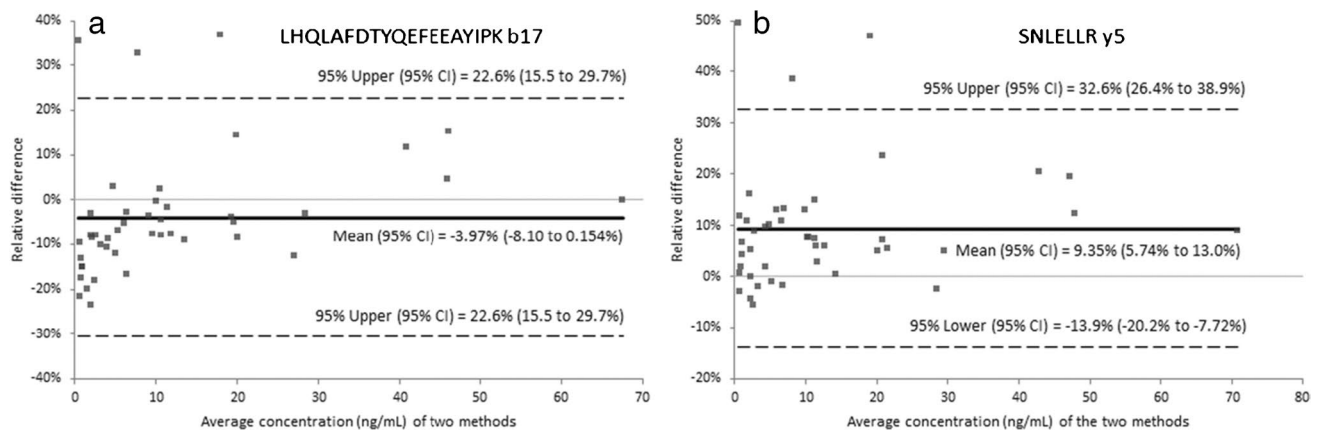 a
LHQLAFDTYQEFEEAYIPK b17
40%
30%
20%
10%
0%
-10%
-20%
-30%
-40%
Relative difference
95% Upper (95% CI) = 22.6% (15.5 to 29.7%)
Mean (95% CI) = -3.97% (-8.10 to 0.154%)
95% Upper (95% CI) = 22.6% (15.5 to 29.7%)
0 10 20 30 40 50 60 70
Average concentration (ng/mL) of two methods
b
SNLELLR y5
50%
40%
30%
20%
10%
0%
-10%
-20%
Relative difference
95% Upper (95% CI) = 32.6% (26.4% to 38.9%)
Mean (95% CI) = 9.35% (5.74% to 13.0%)
95% Lower (95% CI) = -13.9% (-20.2% to -7.72%)
0 10 20 30 40 50 60 70 80
Average concentration (ng/mL) of the two methods